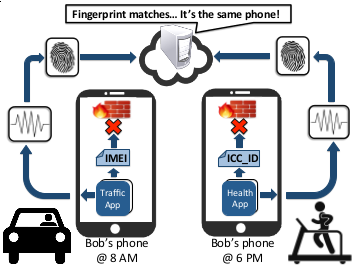 Fingerprint matches... It's the same phone!
IMEI
ICC_ID
Traffic
App
Health
App
Bob's phone
@ 8 AM
Bob's phone
@ 6 PM